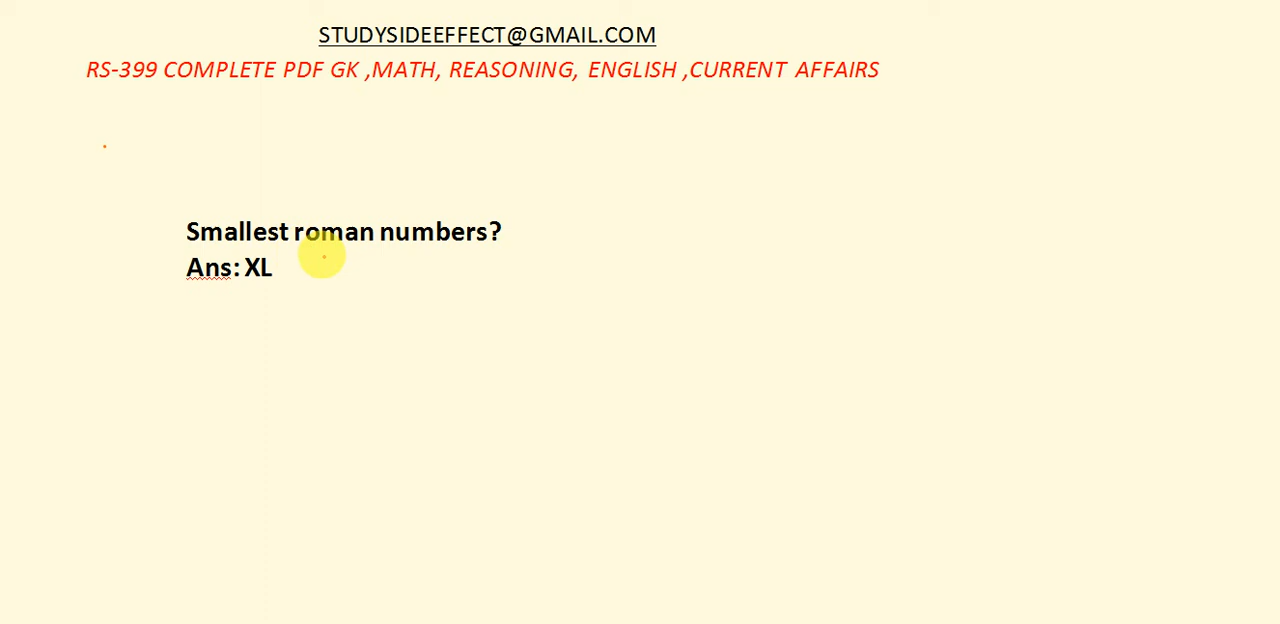 STUDYSIDEEFFECT@GMAIL.COM
RS-399 COMPLETE PDF GK ,MATH, REASONING, ENGLISH ,CURRENT AFFAIRS
Smallest roman numbers?
Ans: XL